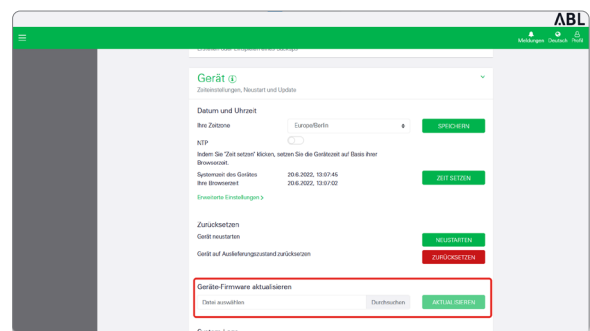 ABL
Meldungen Deutsch Profil
Gerät
Zeiteinstellungen, Neustart und Update
Datum und Uhrzeit
Ihre Zeitzone Europe/Berlin SPEICHERN
NTP
Indem Sie "Zeit setzen" klicken, setzen Sie die Gerätezeit auf Basis ihrer
Browserzeit.
Systemzeit des Gerätes 20.6.2022, 13:07:45 ZEIT SETZEN
Ihre Browserzeit 20.6.2022, 13:07:02
Erweiterte Einstellungen >
Zurücksetzen
Gerät neustarten NEUSTARTEN
Gerät auf Auslieferungszustand zurücksetzen ZURÜCKSETZEN
Geräte-Firmware aktualisieren
Datei auswählen Durchsuchen AKTUALISIEREN